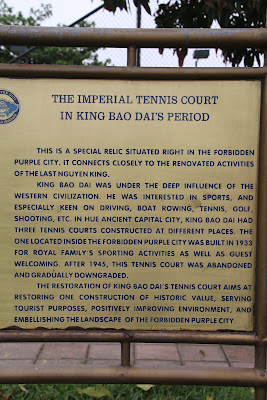 THE IMPERIAL TENNIS COURT
IN KING BAO DAI'S PERIOD
THIS IS A SPECIAL RELIC SITUATED RIGHT IN THE FORBIDDEN
PURPLE CITY. IT CONNECTS CLOSELY TO THE RENOVATED ACTIVITIES
OF THE LAST NGUYEN KING.
KING BAO DAI WAS UNDER THE DEEP INFLUENCE OF THE
WESTERN CIVILIZATION. HE WAS INTERESTED IN SPORTS, AND
ESPECIALLY KEEN ON DRIVING, BOAT ROWING, TENNIS, GOLF,
SHOOTING, ETC. IN HUE ANCIENT CAPITAL CITY, KING BAO DAI HAD
THREE TENNIS COURTS CONSTRUCTED AT DIFFERENT PLACES. THE
ONE LOCATED INSIDE THE FORBIDDEN PURPLE CITY WAS BUILT IN 1933
FOR ROYAL FAMILY'S SPORTING ACTIVITIES AS WELL AS GUEST
WELCOMING. AFTER 1945, THIS TENNIS COURT WAS ABANDONED
AND GRADUALLY DOWNGRADED.
THE RESTORATION OF KING BAO DAI'S TENNIS COURT AIMS AT
RESTORING ONE CONSTRUCTION OF HISTORIC VALUE, SERVING
TOURIST PURPOSES, POSITIVELY IMPROVING ENVIRONMENT, AND
EMBELLISHING THE LANDSCAPE OF THE FORBIDDEN PURPLE CITY.